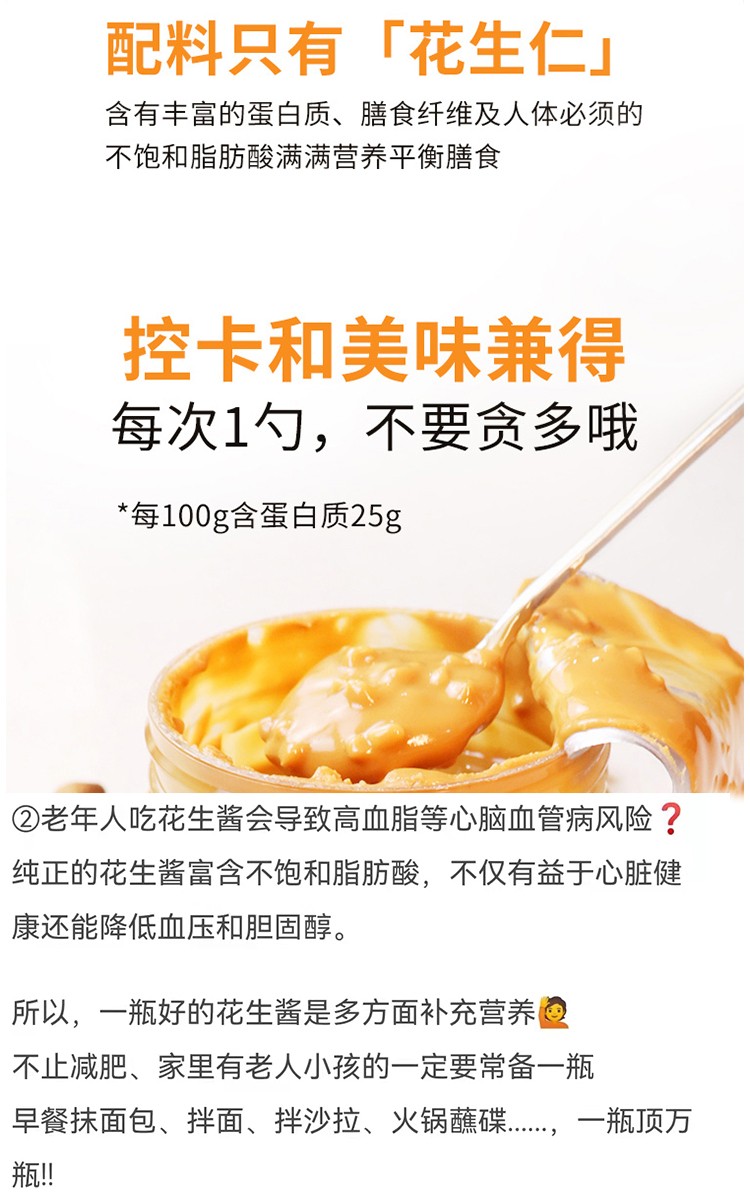 配料只有「花生仁」
含有丰富的蛋白质、膳食纤维及人体必须的
不饱和脂肪酸满满营养平衡膳食
控卡和美味兼得
每次1勺，不要贪多哦
*每100g含蛋白质25g
②老年人吃花生酱会导致高血脂等心脑血管病风险❓
纯正的花生酱富含不饱和脂肪酸，不仅有益于心脏健
康还能降低血压和胆固醇。
所以，一瓶好的花生酱是多方面补充营养🙋
不止减肥、家里有老人小孩的一定要常备一瓶
早餐抹面包、拌面、拌沙拉、火锅蘸碟......，一瓶顶万
瓶!!